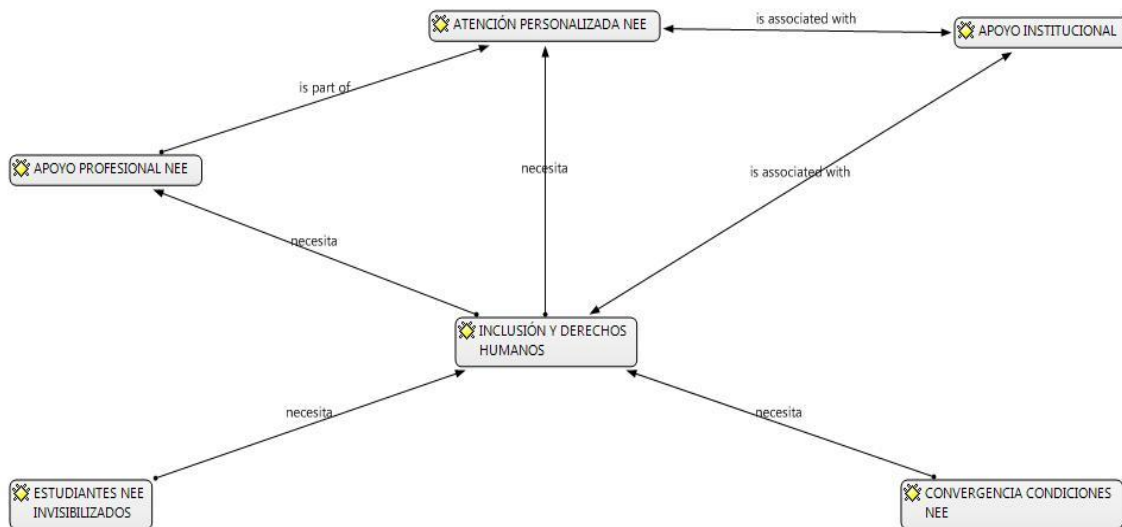 ATENCIÓN PERSONALIZADA NEE
is associated with
APOYO INSTITUCIONAL
is part of
APOYO PROFESIONAL NEE
necesita
is associated with
necesita
INCLUSIÓN Y DERECHOS
HUMANOS
necesita
necesita
ESTUDIANTES NEE
INVISIBILIZADOS
CONVERGENCIA CONDICIONES
NEE